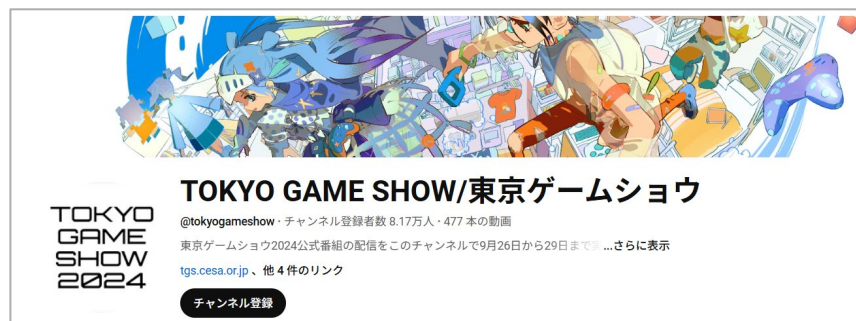 TOKYO GAME SHOW/東京ゲームショウ
TOKYO
GAME
SHOW
2024
@tokyogameshow · チャンネル登録者数 8.17万人 · 477 本の動画
東京ゲームショウ2024公式番組の配信をこのチャンネルで9月26日から29日まで ...さらに表示
tgs.cesa.or.jp 、他 4 件のリンク
チャンネル登録